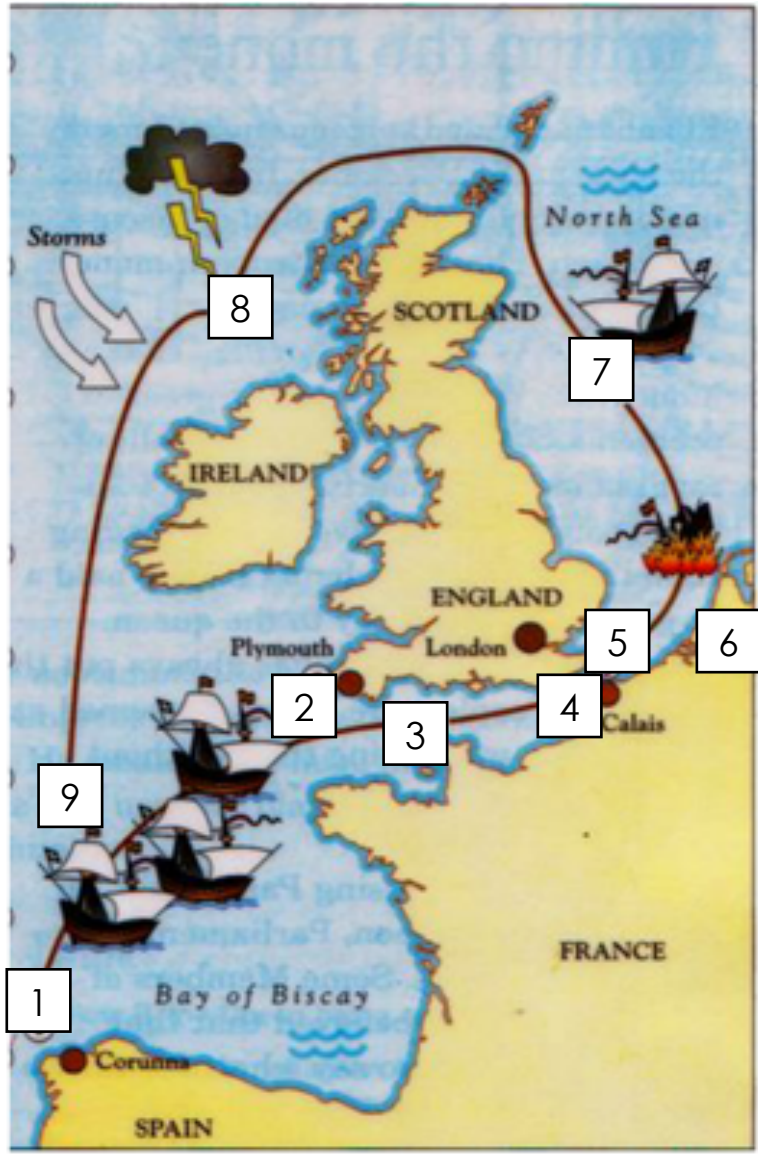 North Sea
Storms
8
SCOTLAND
7
IRELAND
ENGLAND
Plymouth
London
5
6
2
4
3
Calais
9
FRANCE
1
Bay of Biscay
Corunna
SPAIN